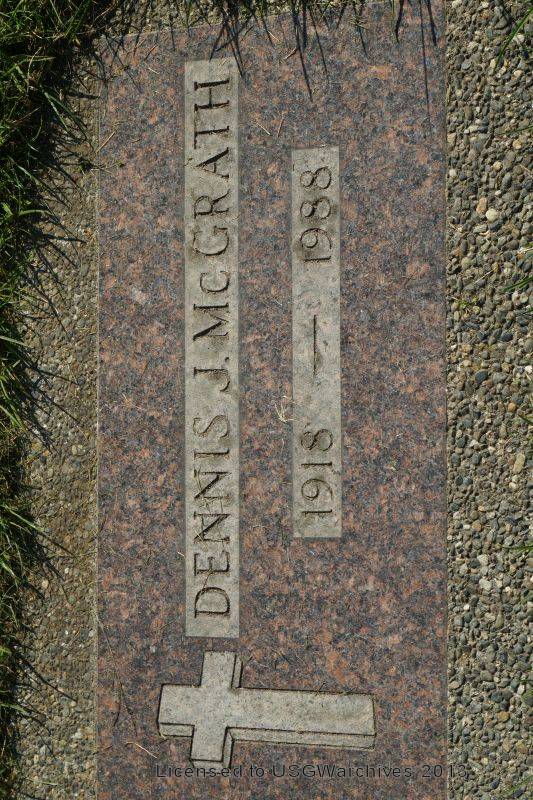 DENNIS J. McGRATH
1918 — 1988
Licensed to USGWarchives 2013